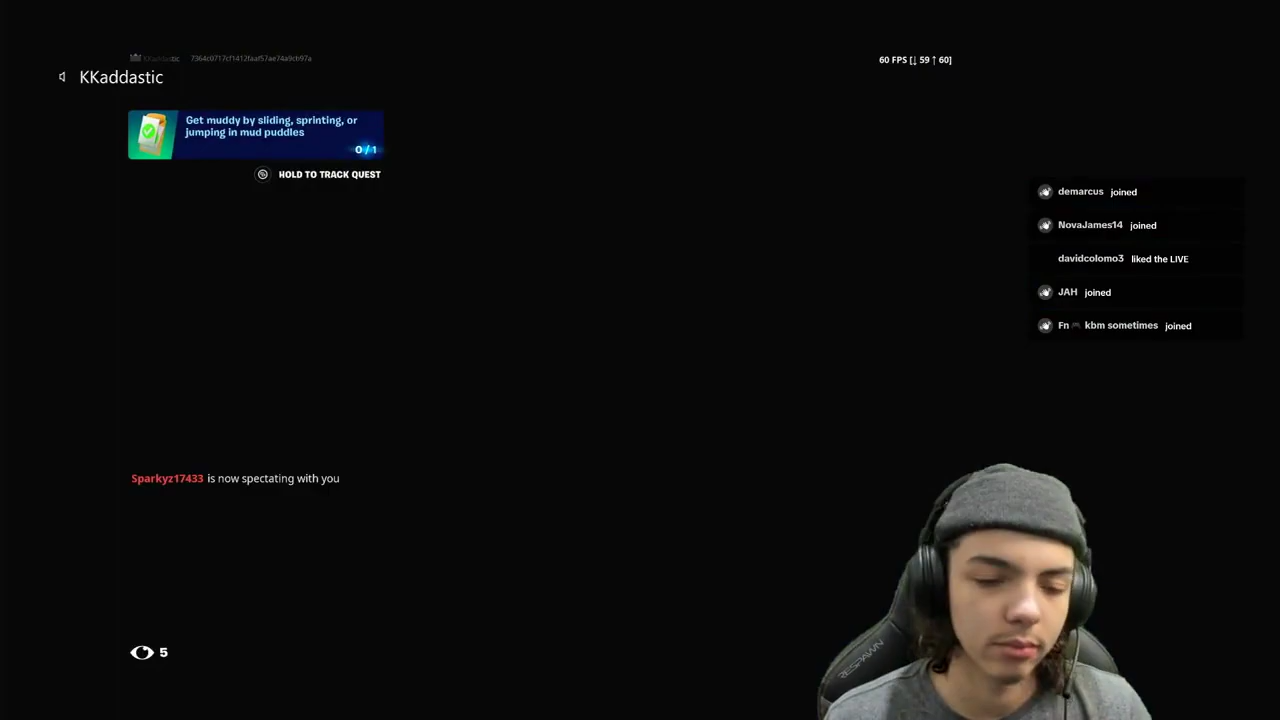 7364c0717cf1412faaf57ae74a9cb97a
60 FPS [↓ 59 ↑ 60]
KKaddastic
Get muddy by sliding, sprinting, or
jumping in mud puddles
0 / 1
HOLD TO TRACK QUEST
demarcus joined
NovaJames14 joined
davidcolomo3 liked the LIVE
JAH joined
Fn 🎮 kbm sometimes joined
Sparkyz17433 is now spectating with you
5
RESPAWN